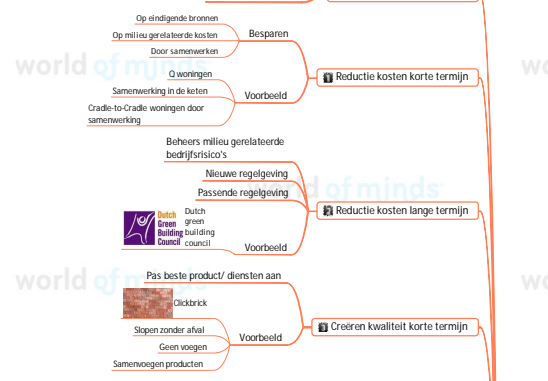 Op eindigende bronnen
Op milieu gerelateerde kosten
Door samenwerken
Besparen
Q woningen
Samenwerking in de keten
Cradle-to-Cradle woningen door
samenwerking
Voorbeeld
Reductie kosten korte termijn
Beheers milieu gerelateerde
bedrijfsrisico's
Nieuwe regelgeving
Passende regelgeving
Dutch
Green
Building
Council
Dutch
green
building
council
Voorbeeld
Reductie kosten lange termijn
Pas beste product/ diensten aan
Clickbrick
Slopen zonder afval
Geen voegen
Samenvoegen producten
Voorbeeld
Creëren kwaliteit korte termijn
world of minds
world of minds
world of minds
world
world